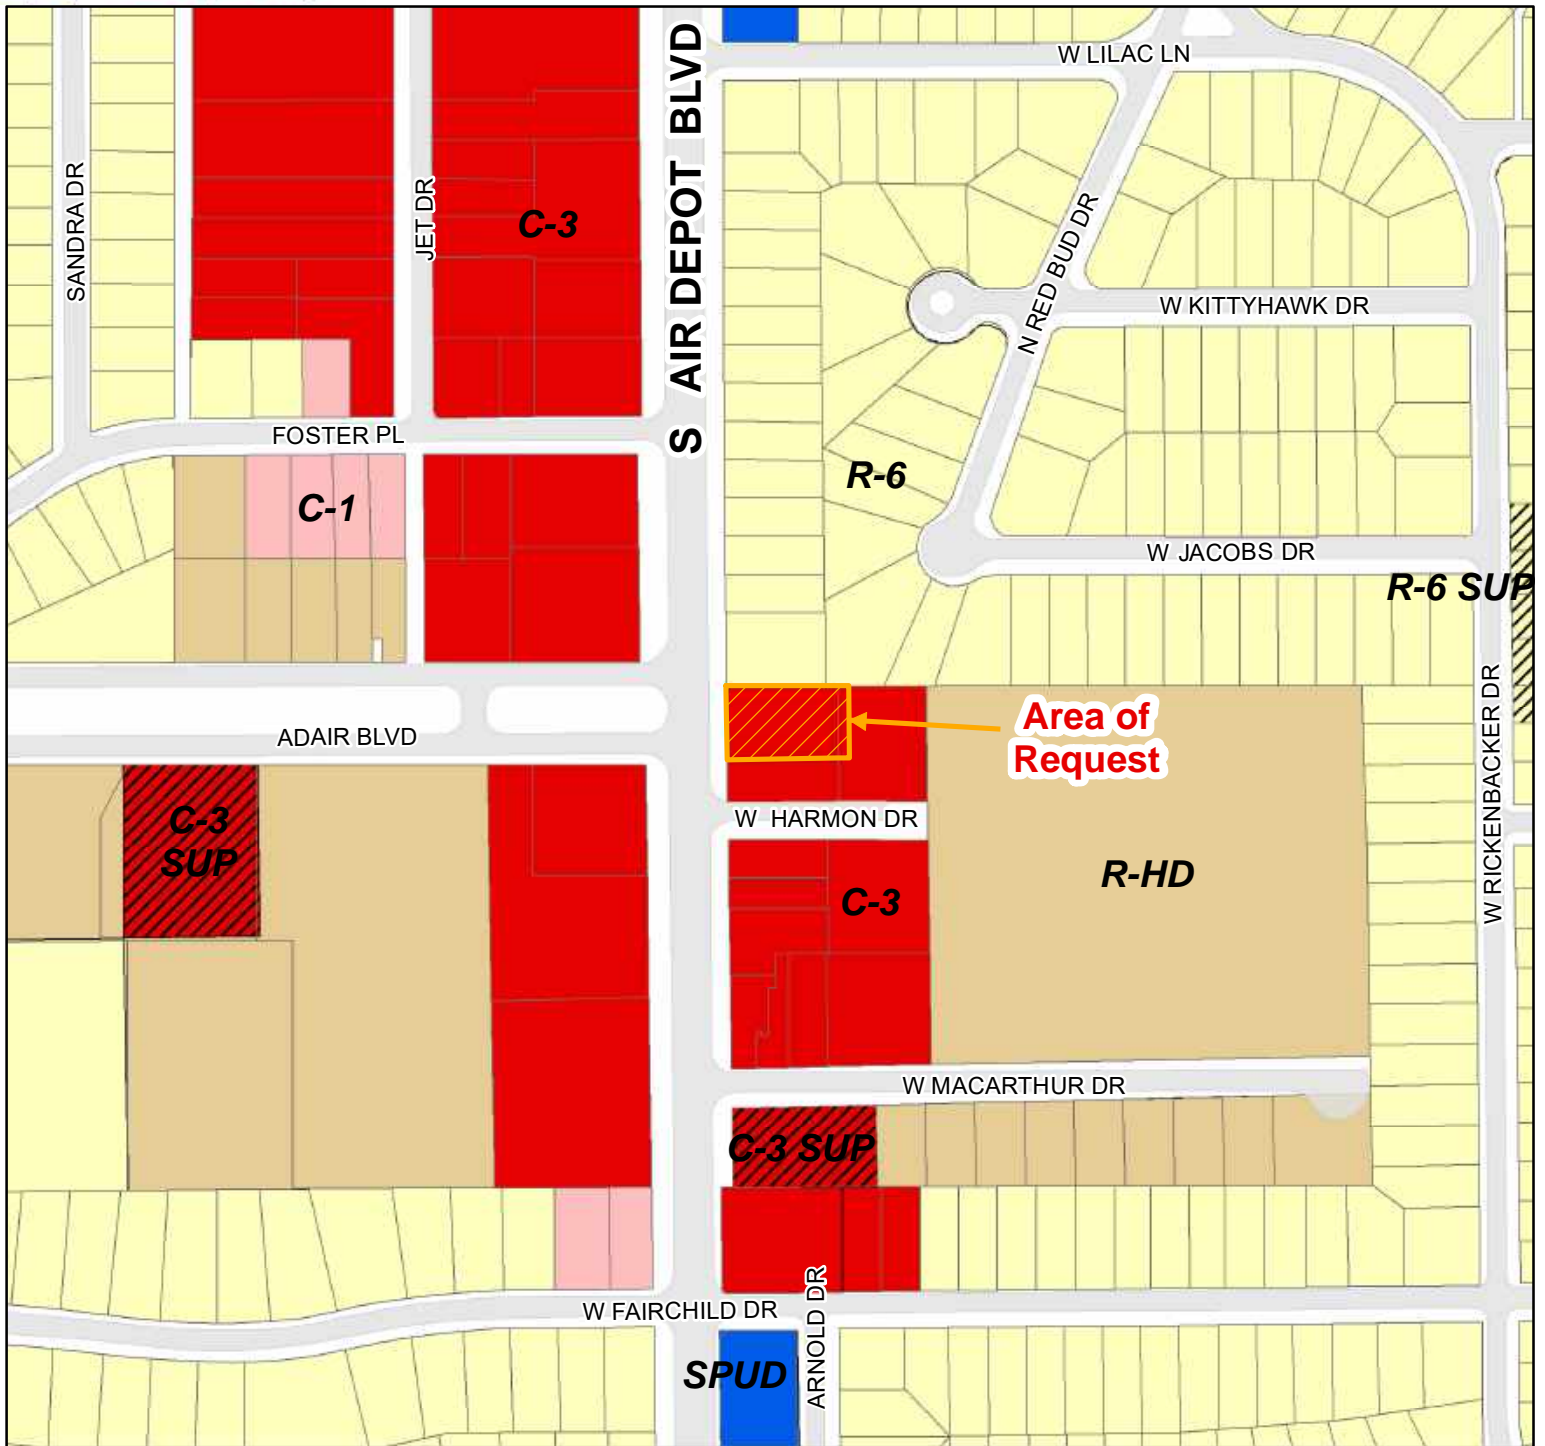 W LILAC LN
S AIR DEPOT BLVD
SANDRA DR
JET DR
C-3
N RED BUD DR
W KITTYHAWK DR
FOSTER PL
R-6
C-1
W JACOBS DR
R-6 SUP
W RICKENBACKER DR
Area of
Request
ADAIR BLVD
C-3
SUP
W HARMON DR
R-HD
C-3
W MACARTHUR DR
C-3 SUP
W FAIRCHILD DR
ARNOLD DR
SPUD